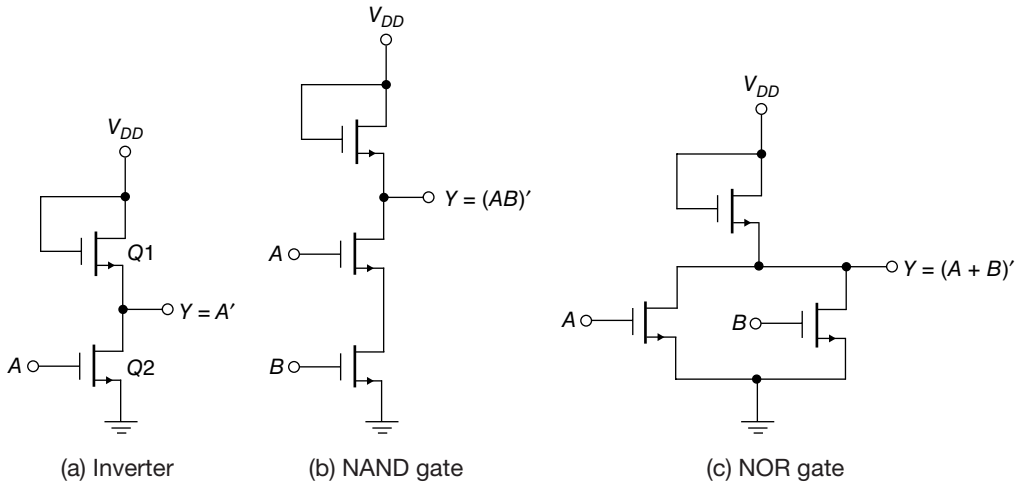 V_DD
Q1
Y = A′
A
Q2
(a) Inverter
V_DD
Y = (AB)′
A
B
(b) NAND gate
V_DD
Y = (A + B)′
A
B
(c) NOR gate